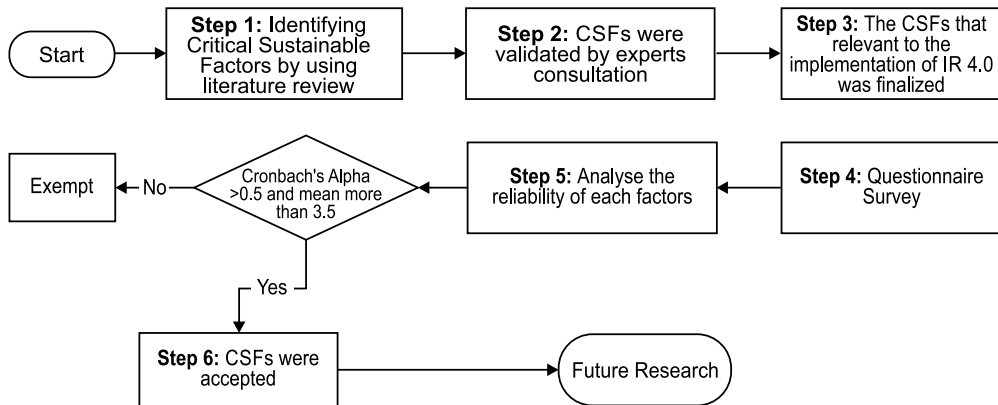 Start
Step 1: Identifying
Critical Sustainable
Factors by using
literature review
Step 2: CSFs were
validated by experts
consultation
Step 3: The CSFs that
relevant to the
implementation of IR 4.0
was finalized
Step 4: Questionnaire
Survey
Step 5: Analyse the
reliability of each factors
Cronbach's Alpha
>0.5 and mean more
than 3.5
No
Exempt
Yes
Step 6: CSFs were
accepted
Future Research